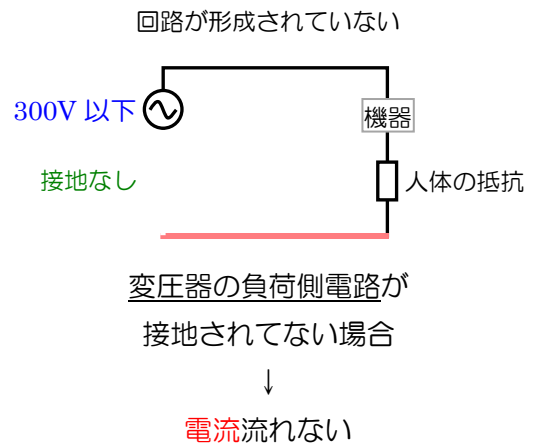 回路が形成されていない
300V 以下
機器
接地なし
人体の抵抗
変圧器の負荷側電路が
接地されてない場合
↓
電流流れない